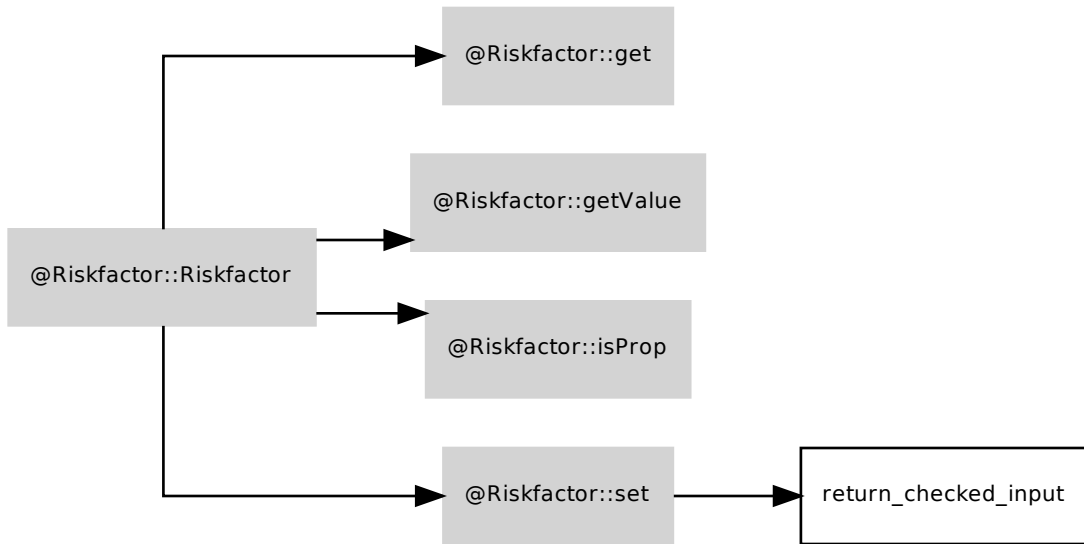 @Riskfactor::get
@Riskfactor::getValue
@Riskfactor::Riskfactor
@Riskfactor::isProp
@Riskfactor::set
return_checked_input